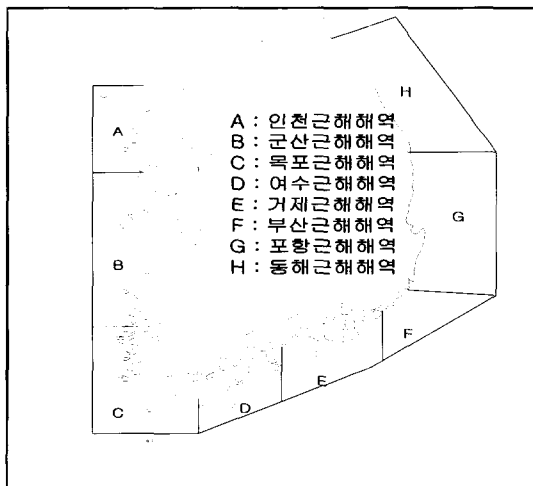 H
A
A : 인천근해해역
B : 군산근해해역
C : 목포근해해역
D : 여수근해해역
E : 거제근해해역
F : 부산근해해역
G : 포항근해해역
H : 동해근해해역
G
B
F
E
D
C